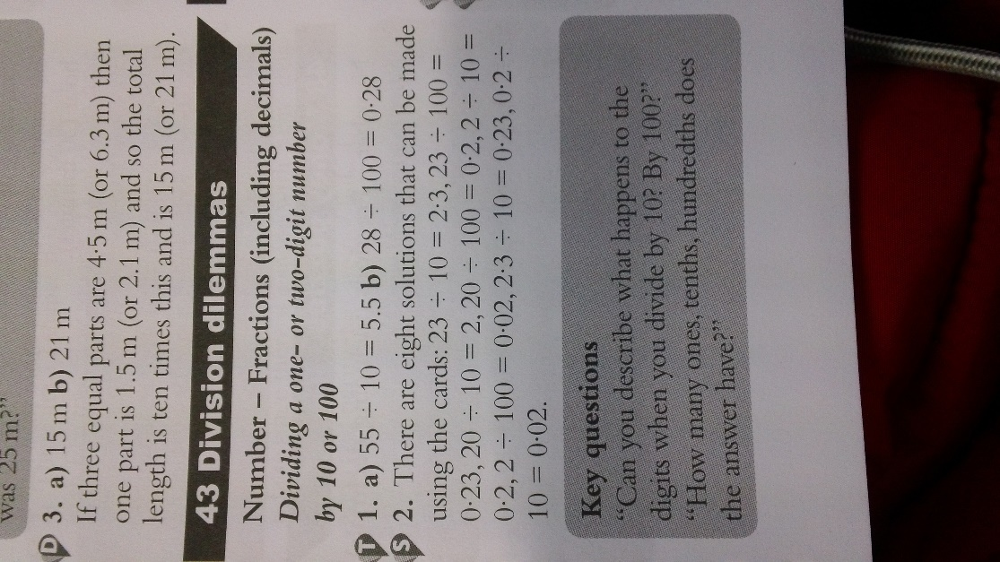 was 25 m?”
D 3. a) 15 m b) 21 m
If three equal parts are 4·5 m (or 6.3 m) then
one part is 1.5 m (or 2.1 m) and so the total
length is ten times this and is 15 m (or 21 m).
43 Division dilemmas
Number – Fractions (including decimals)
Dividing a one- or two-digit number
by 10 or 100
T 1. a) 55 ÷ 10 = 5.5 b) 28 ÷ 100 = 0·28
S 2. There are eight solutions that can be made
using the cards: 23 ÷ 10 = 2·3, 23 ÷ 100 =
0·23, 20 ÷ 10 = 2, 20 ÷ 100 = 0·2, 2 ÷ 10 =
0·2, 2 ÷ 100 = 0·02, 2·3 ÷ 10 = 0·23, 0·2 ÷
10 = 0·02.
Key questions
“Can you describe what happens to the
digits when you divide by 10? By 100?”
“How many ones, tenths, hundredths does
the answer have?”